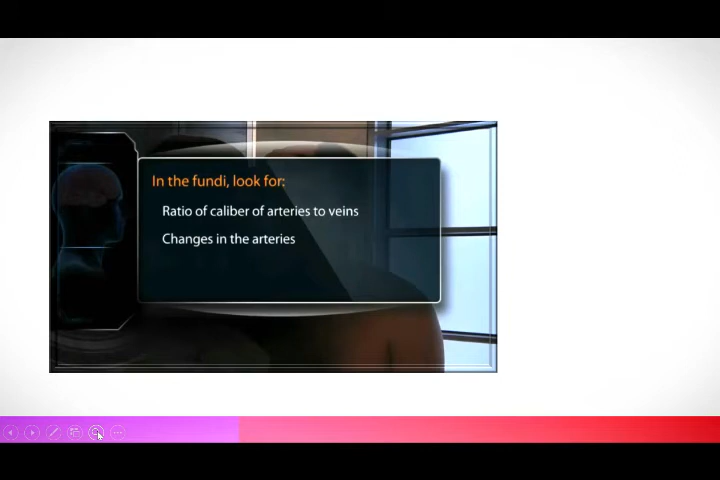 In the fundi, look for:
Ratio of caliber of arteries to veins
Changes in the arteries